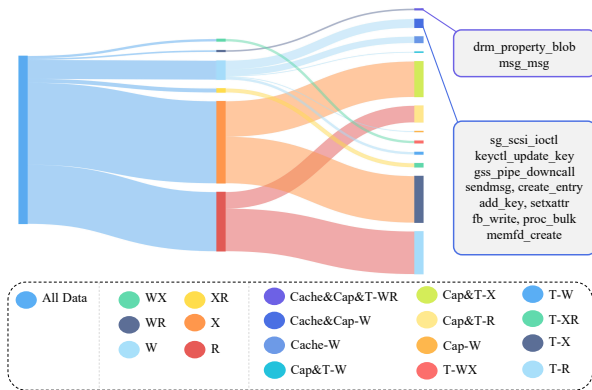 drm_property_blob
msg_msg
sg_scsi_ioctl
keyctl_update_key
gss_pipe_downcall
sendmsg, create_entry
add_key, setxattr
fb_write, proc_bulk
memfd_create
All Data
WX
WR
W
XR
X
R
Cache&Cap&T-WR
Cache&Cap-W
Cache-W
Cap&T-W
Cap&T-X
Cap&T-R
Cap-W
T-WX
T-W
T-XR
T-X
T-R